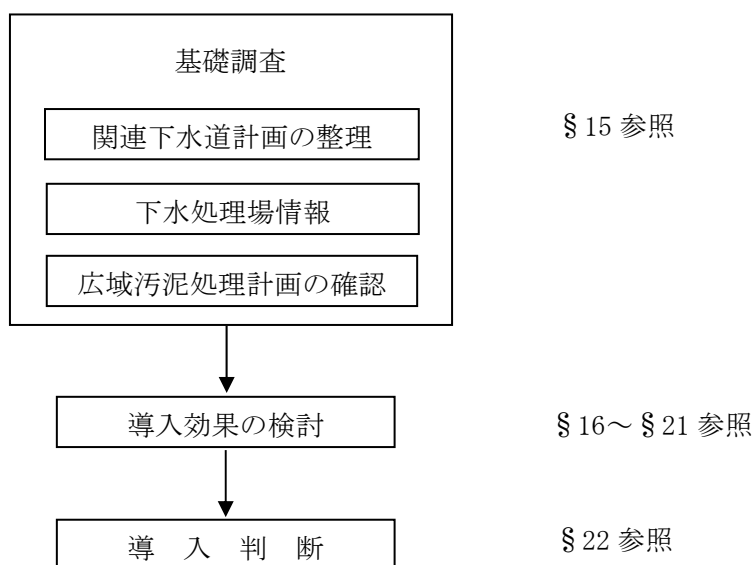 基礎調査
関連下水道計画の整理
§15 参照
下水処理場情報
広域汚泥処理計画の確認
導入効果の検討
§16～§21 参照
導 入 判 断
§22 参照